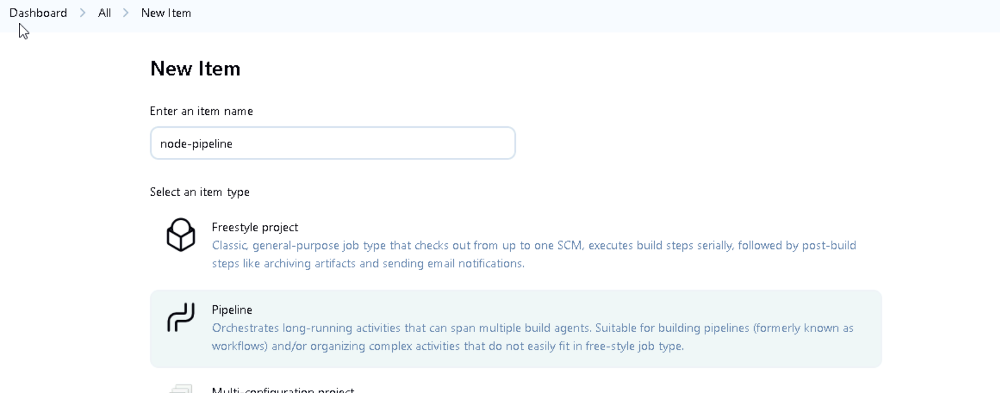 Dashboard > All > New Item
New Item
Enter an item name
node-pipeline
Select an item type
Freestyle project
Classic, general-purpose job type that checks out from up to one SCM, executes build steps serially, followed by post-build
steps like archiving artifacts and sending email notifications.
Pipeline
Orchestrates long-running activities that can span multiple build agents. Suitable for building pipelines (formerly known as
workflows) and/or organizing complex activities that do not easily fit in free-style job type.
Multi-configuration project